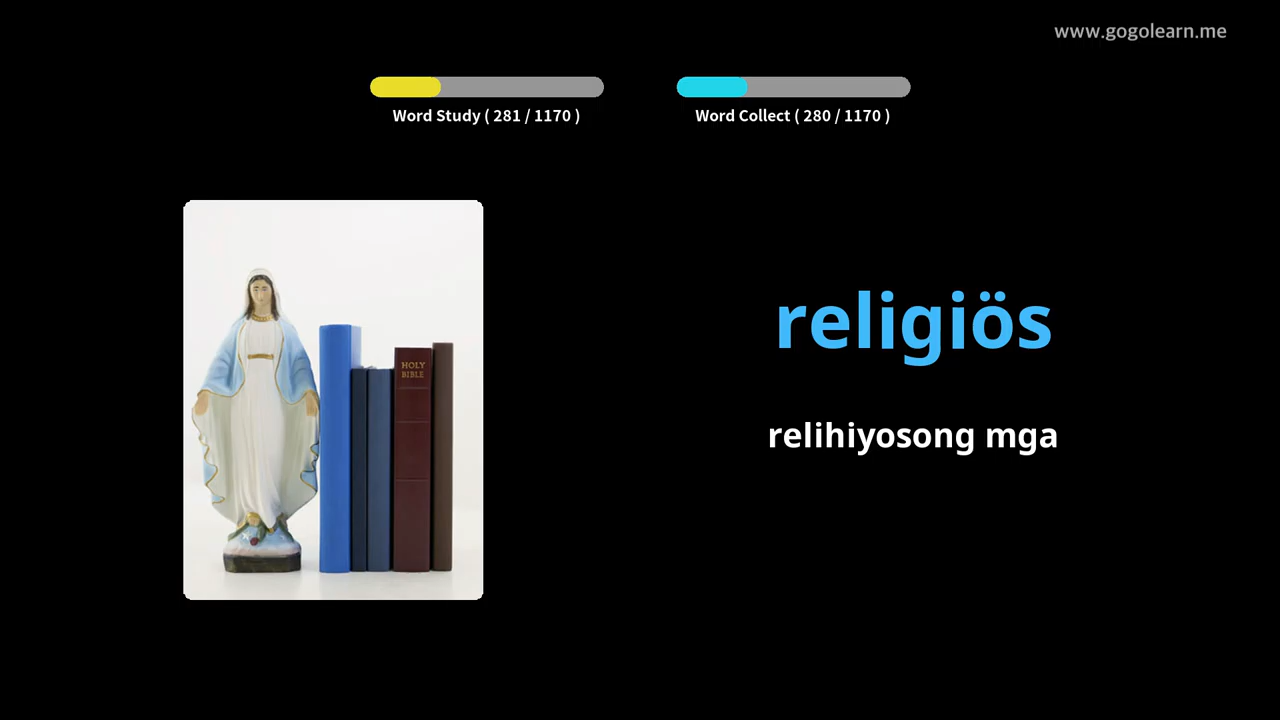 www.gogolearn.me
Word Study ( 281 / 1170 )
Word Collect ( 280 / 1170 )
HOLY
BIBLE
religiös
relihiyosong mga